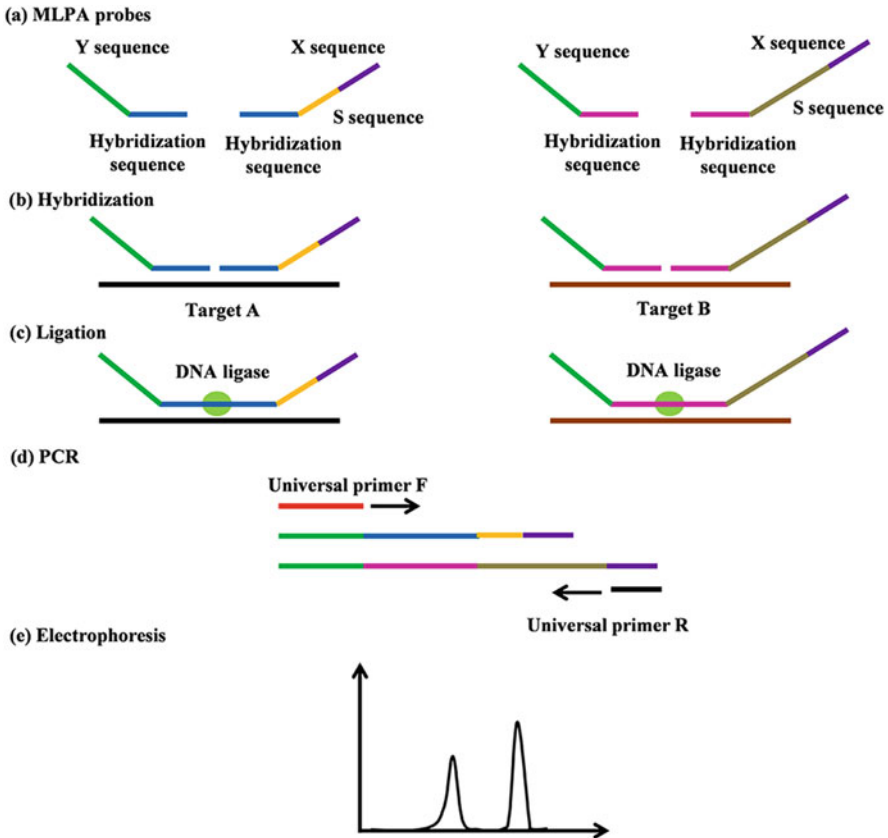 (a) MLPA probes
Y sequence
X sequence
S sequence
Hybridization
sequence
Hybridization
sequence
Y sequence
X sequence
S sequence
Hybridization
sequence
Hybridization
sequence
(b) Hybridization
Target A
Target B
(c) Ligation
DNA ligase
DNA ligase
(d) PCR
Universal primer F
Universal primer R
(e) Electrophoresis